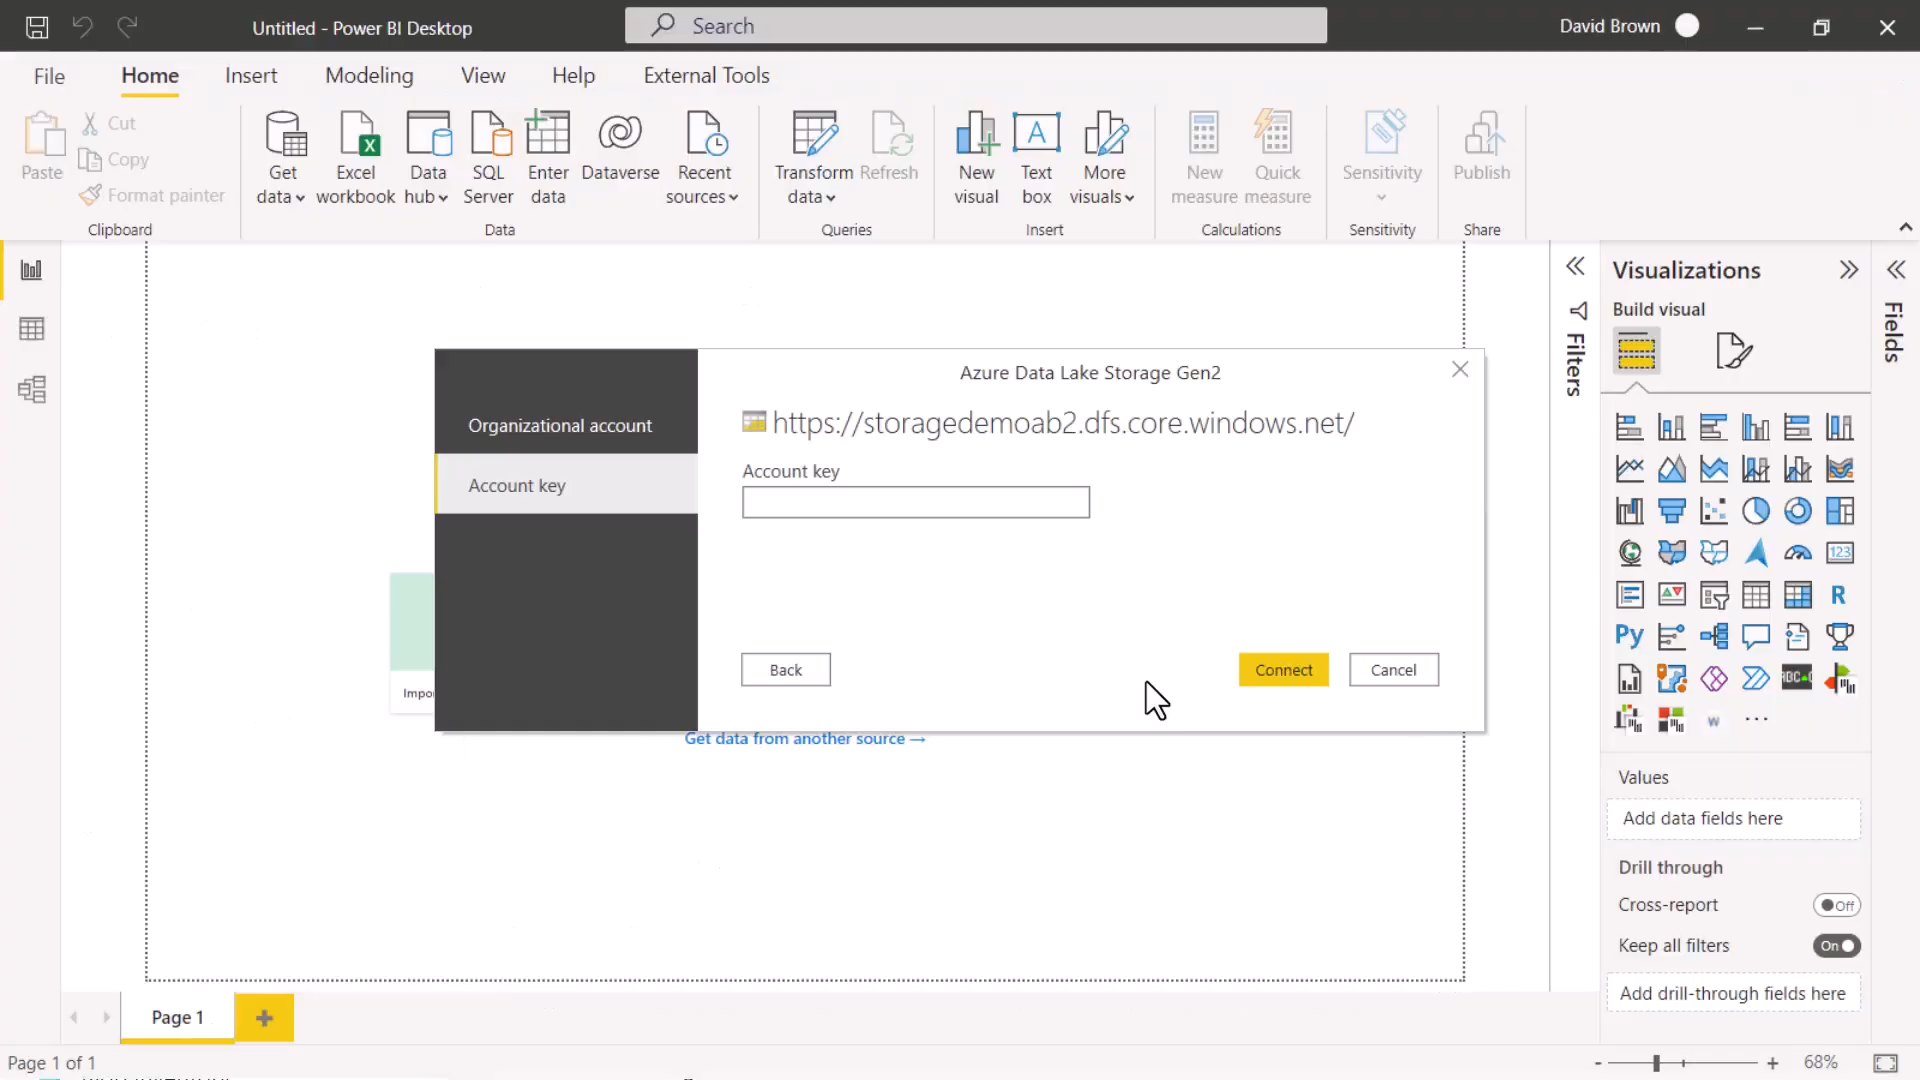 Untitled - Power BI Desktop
Search
David Brown
File
Home
Insert
Modeling
View
Help
External Tools
Paste
Cut
Copy
Format painter
Clipboard
Get
data
Excel
workbook
Data
hub
SQL
Server
Enter
data
Dataverse
Recent
sources
Data
Transform
data
Refresh
Queries
New
visual
Text
box
More
visuals
Insert
New
measure
Quick
measure
Calculations
Sensitivity
Sensitivity
Publish
Share
Filters
Visualizations
Build visual
Fields
Azure Data Lake Storage Gen2
Organizational account
https://storagedemoab2.dfs.core.windows.net/
Account key
Account key
Back
Connect
Cancel
Impor
Get data from another source →
123
R
Py
Values
Add data fields here
Drill through
Cross-report
Off
Keep all filters
On
Add drill-through fields here
Page 1
Page 1 of 1
68%